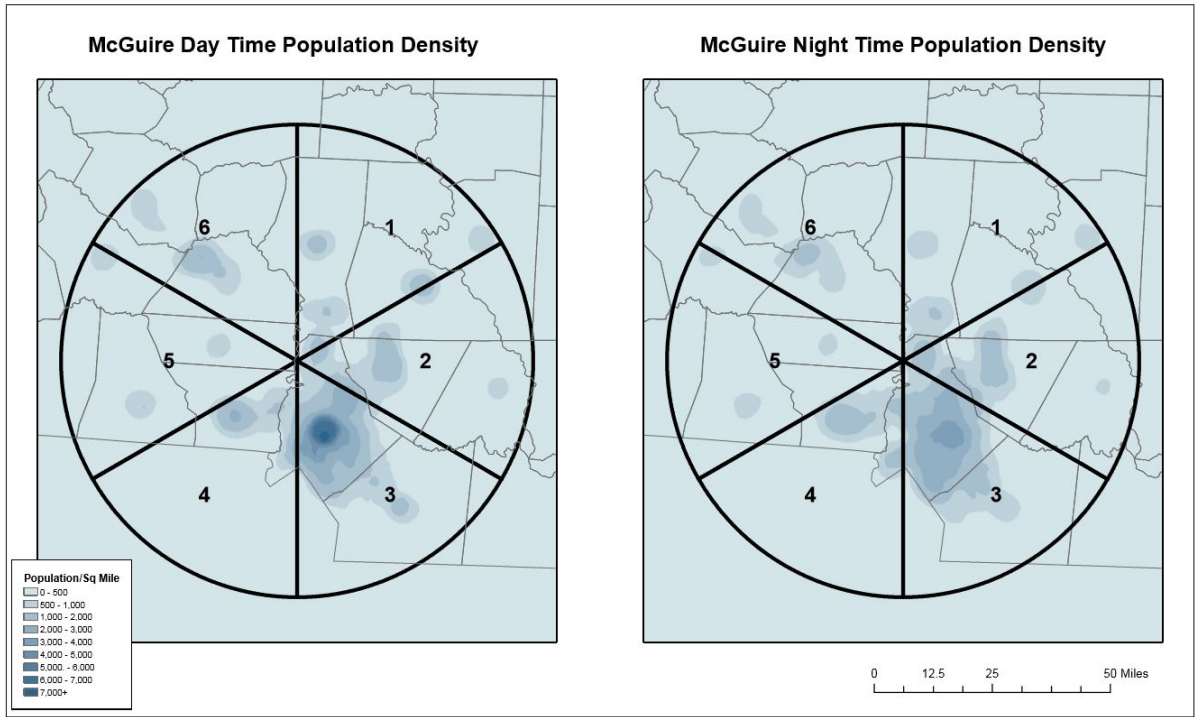 McGuire Day Time Population Density
McGuire Night Time Population Density
6
1
5
2
4
3
6
1
5
2
4
3
Population/Sq Mile
0 - 500
500 - 1,000
1,000 - 2,000
2,000 - 3,000
3,000 - 4,000
4,000 - 5,000
5,000. - 6,000
6,000 - 7,000
7,000+
0 12.5 25 50 Miles